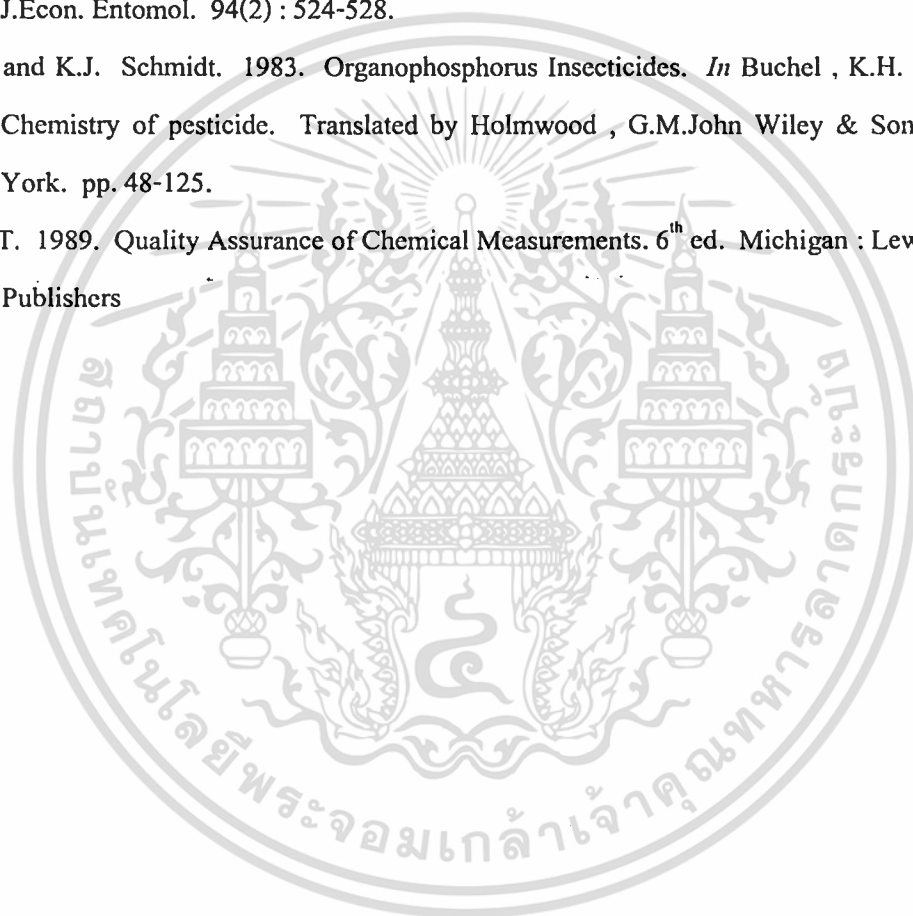 J.Econ. Entomol. 94(2) : 524-528.
and K.J. Schmidt. 1983. Organophosphorus Insecticides. In Buchel , K.H.
Chemistry of pesticide. Translated by Holmwood , G.M.John Wiley & Son
York. pp. 48-125.
T. 1989. Quality Assurance of Chemical Measurements. 6th ed. Michigan : Lew
Publishers
สถาบันเทคโนโลยีพระจอมเกล้าเจ้าคุณทหารลาดกระบัง
๔